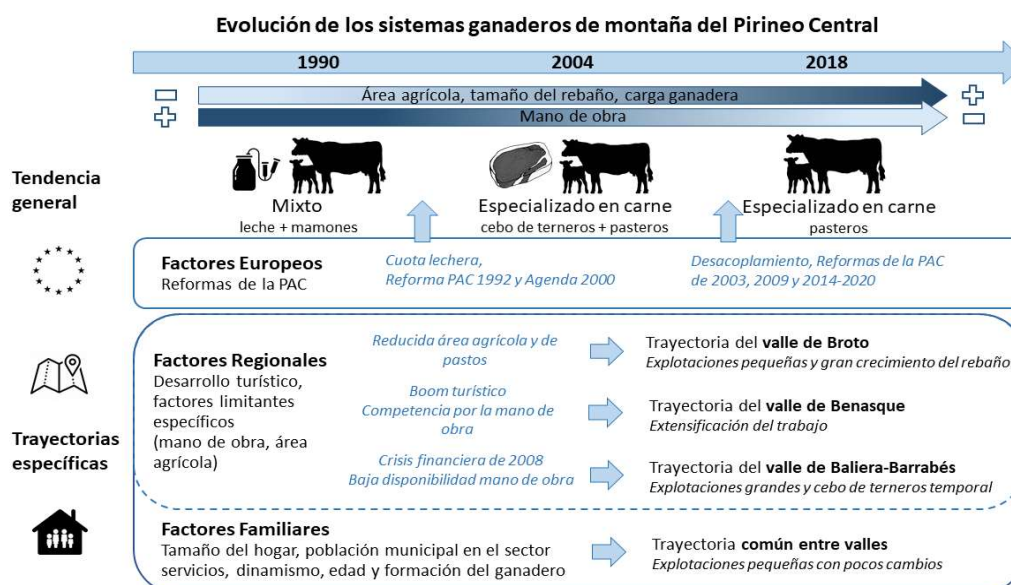 Evolución de los sistemas ganaderos de montaña del Pirineo Central
1990 2004 2018
Área agrícola, tamaño del rebaño, carga ganadera
Mano de obra
Tendencia
general
Mixto
leche + mamones
Especializado en carne
cebo de terneros + pasteros
Especializado en carne
pasteros
Factores Europeos
Reformas de la PAC
Cuota lechera,
Reforma PAC 1992 y Agenda 2000
Desacoplamiento, Reformas de la PAC
de 2003, 2009 y 2014-2020
Trayectorias
específicas
Factores Regionales
Desarrollo turístico,
factores limitantes
específicos
(mano de obra, área
agrícola)
Reducida área agrícola y de
pastos
Trayectoria del valle de Broto
Explotaciones pequeñas y gran crecimiento del rebaño
Boom turístico
Competencia por la mano de
obra
Trayectoria del valle de Benasque
Extensificación del trabajo
Crisis financiera de 2008
Baja disponibilidad mano de obra
Trayectoria del valle de Baliera-Barrabés
Explotaciones grandes y cebo de terneros temporal
Factores Familiares
Tamaño del hogar, población municipal en el sector
servicios, dinamismo, edad y formación del ganadero
Trayectoria común entre valles
Explotaciones pequeñas con pocos cambios